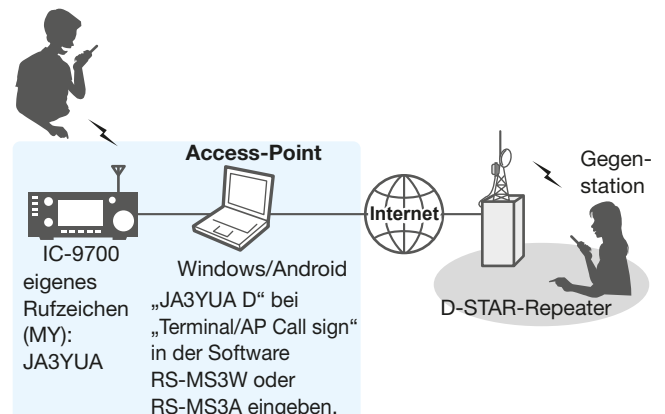 Access-Point
Internet
Gegen-
station
IC-9700
eigenes
Rufzeichen
(MY):
JA3YUA
Windows/Android
„JA3YUA D“ bei
„Terminal/AP Call sign“
in der Software
RS-MS3W oder
RS-MS3A eingeben.
D-STAR-Repeater